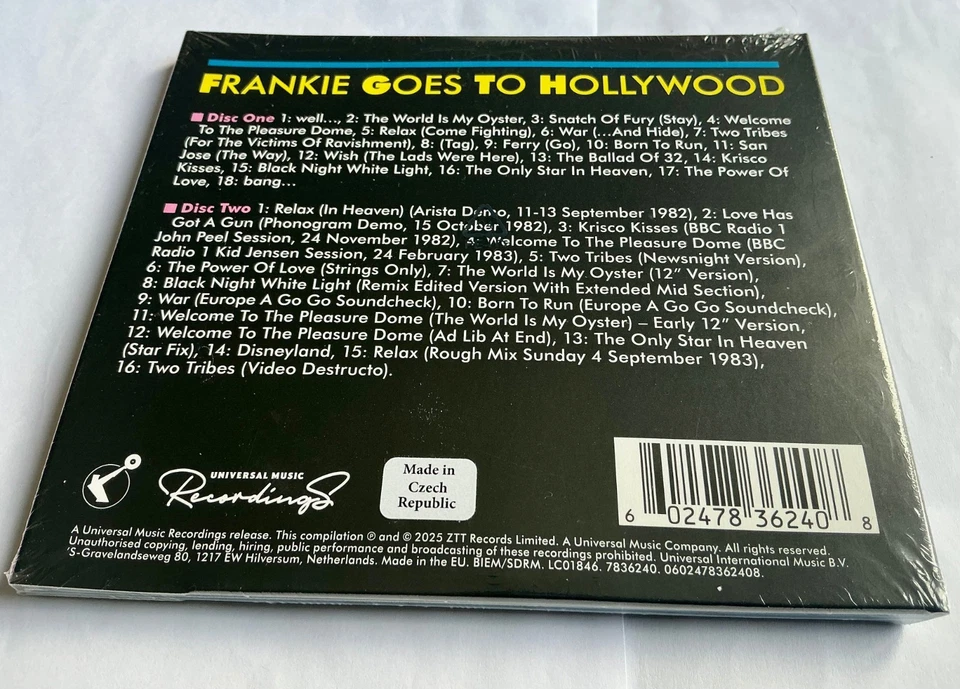 FRANKIE GOES TO HOLLYWOOD
Disc One 1: well..., 2: The World Is My Oyster, 3: Snatch Of Fury (Stay), 4: Welcome
To The Pleasure Dome, 5: Relax (Come Fighting), 6: War (...And Hide), 7: Two Tribes
(For The Victims Of Ravishment), 8: (Tag), 9: Ferry (Go), 10: Born To Run, 11: San
Jose (The Way), 12: Wish (The Lads Were Here), 13: The Ballad Of 32, 14: Krisco
Kisses, 15: Black Night White Light, 16: The Only Star In Heaven, 17: The Power Of
Love, 18: bang...
Disc Two 1: Relax (In Heaven) (Arista Demo, 11-13 September 1982), 2: Love Has
Got A Gun (Phonogram Demo, 15 October 1982), 3: Krisco Kisses (BBC Radio 1
John Peel Session, 24 November 1982), 4: Welcome To The Pleasure Dome (BBC
Radio 1 Kid Jensen Session, 24 February 1983), 5: Two Tribes (Newsnight Version),
6: The Power Of Love (Strings Only), 7: The World Is My Oyster (12” Version),
8: Black Night White Light (Remix Edited Version With Extended Mid Section),
9: War (Europe A Go Go Soundcheck), 10: Born To Run (Europe A Go Go Soundcheck),
11: Welcome To The Pleasure Dome (The World Is My Oyster) – Early 12” Version,
12: Welcome To The Pleasure Dome (Ad Lib At End), 13: The Only Star In Heaven
(Star Fix), 14: Disneyland, 15: Relax (Rough Mix Sunday 4 September 1983),
16: Two Tribes (Video Destructo).
UNIVERSAL MUSIC
Recordings
Made in
Czech
Republic
6 02478 36240 8
A Universal Music Recordings release. This compilation ℗ and © 2025 ZTT Records Limited. A Universal Music Company. All rights reserved.
Unauthorised copying, lending, hiring, public performance and broadcasting of these recordings prohibited. Universal International Music B.V.
'S-Gravelandseweg 80, 1217 EW Hilversum, Netherlands. Made in the EU. BIEM/SDRM. LC01846. 7836240. 0602478362408.